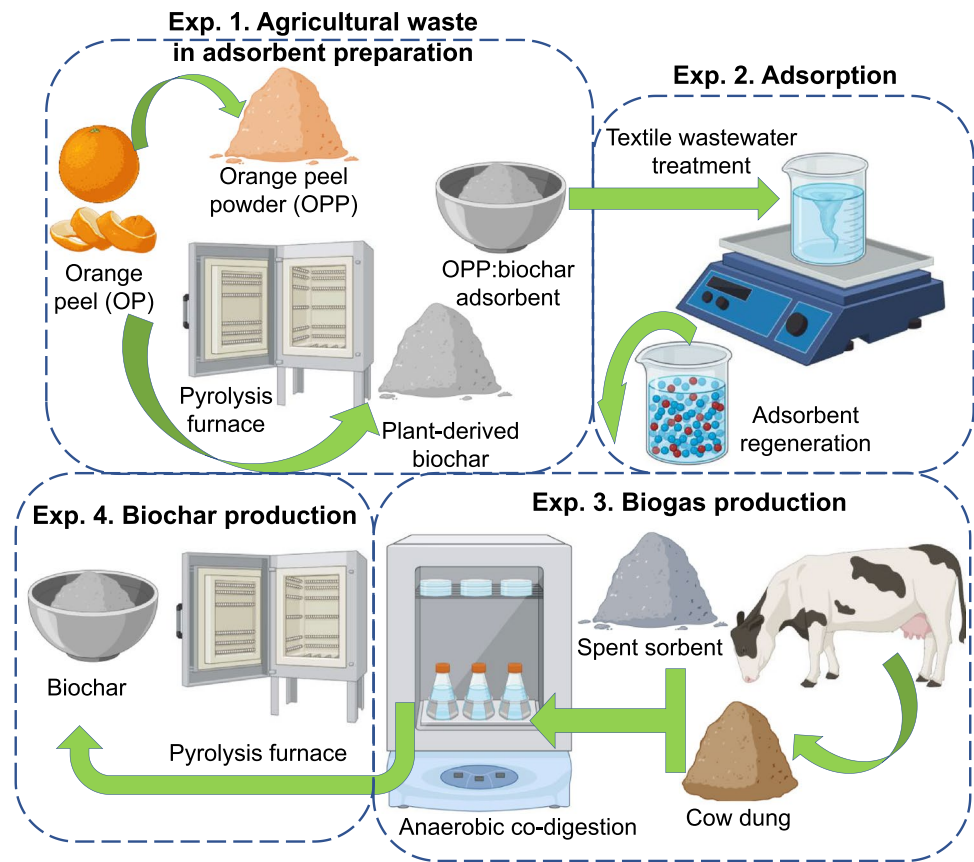 Exp. 1. Agricultural waste
in adsorbent preparation
Orange peel
powder (OPP)
Orange
peel (OP)
OPP:biochar
adsorbent
Pyrolysis
furnace
Plant-derived
biochar
Exp. 2. Adsorption
Textile wastewater
treatment
Adsorbent
regeneration
Exp. 4. Biochar production
Biochar
Pyrolysis furnace
Exp. 3. Biogas production
Spent sorbent
Anaerobic co-digestion
Cow dung